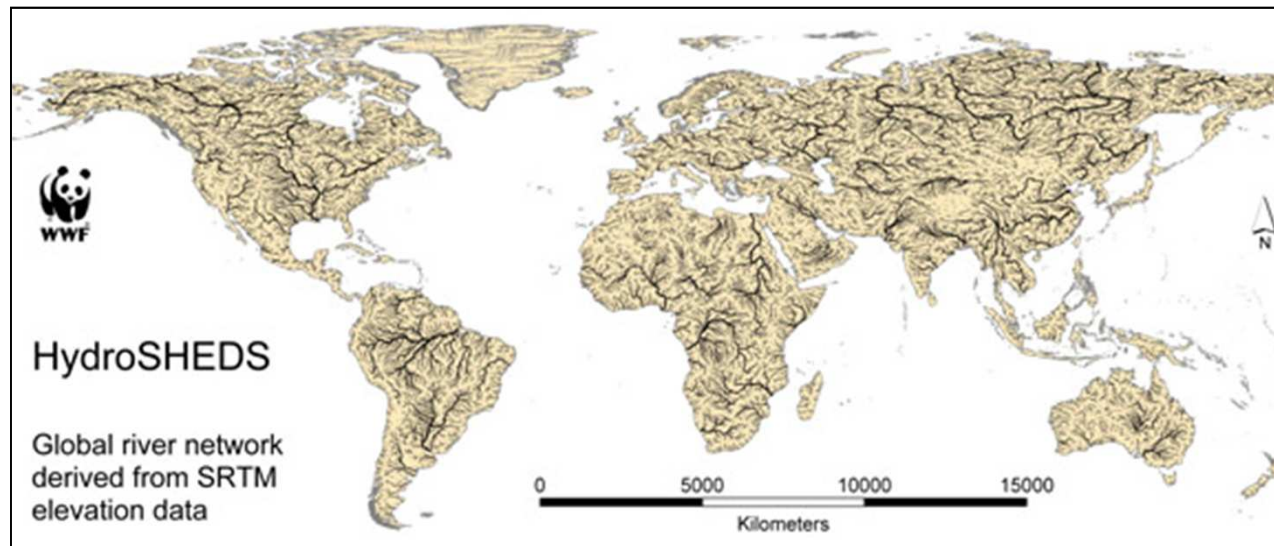 WWF
N
HydroSHEDS
Global river network
derived from SRTM
elevation data
0 5000 10000 15000
Kilometers